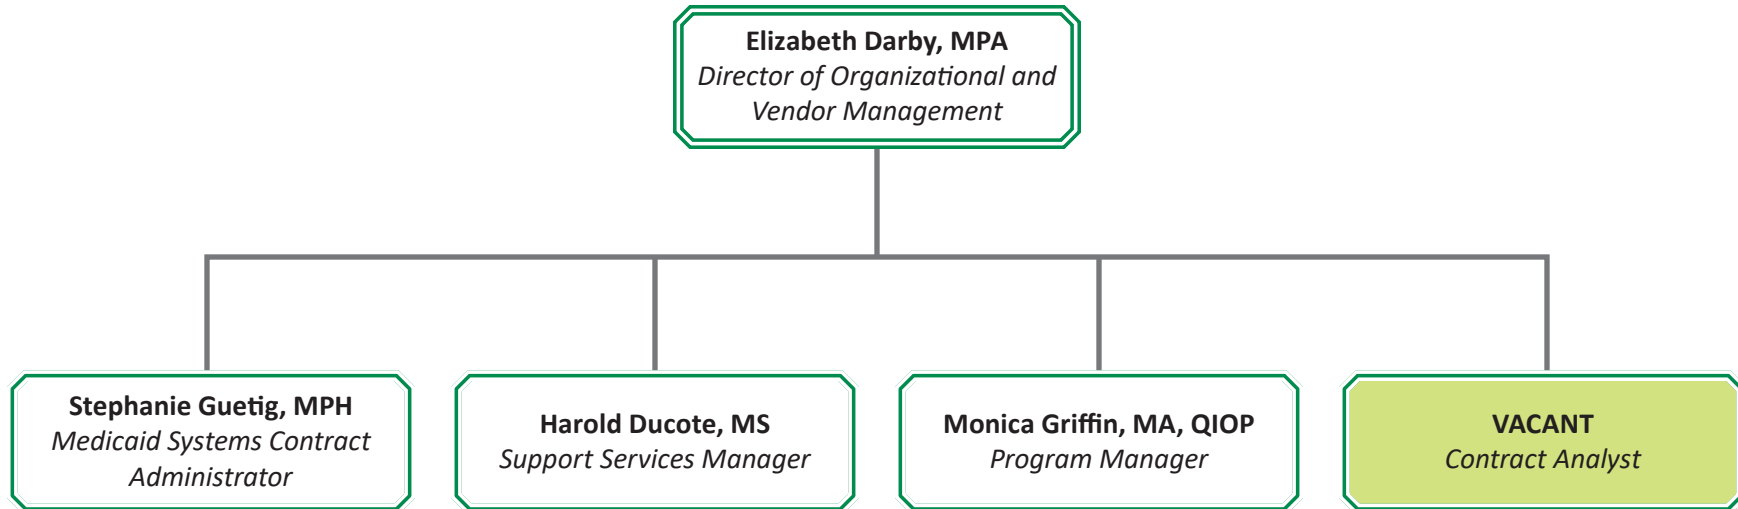 Elizabeth Darby, MPA
Director of Organizational and
Vendor Management
Stephanie Guetig, MPH
Medicaid Systems Contract
Administrator
Harold Ducote, MS
Support Services Manager
Monica Griffin, MA, QIOP
Program Manager
VACANT
Contract Analyst